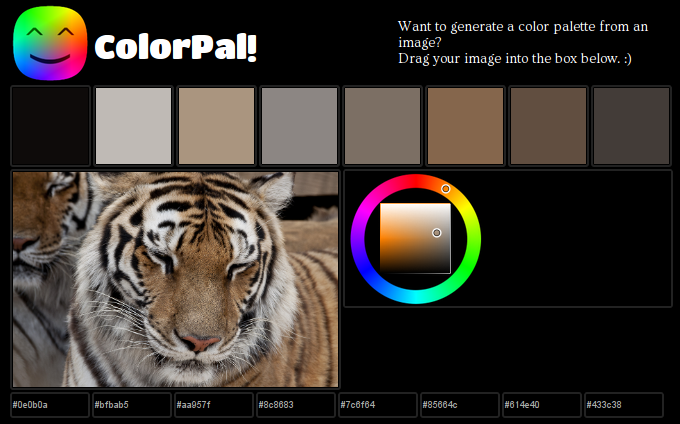 ColorPal!
Want to generate a color palette from an
image?
Drag your image into the box below. :)
#0e0b0a
#bfbab5
#aa957f
#8c8683
#7c6f64
#85664c
#614e40
#433c38